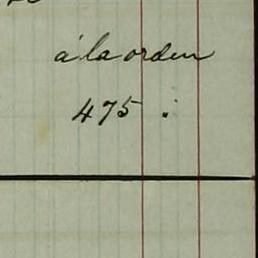 á la orden
475.